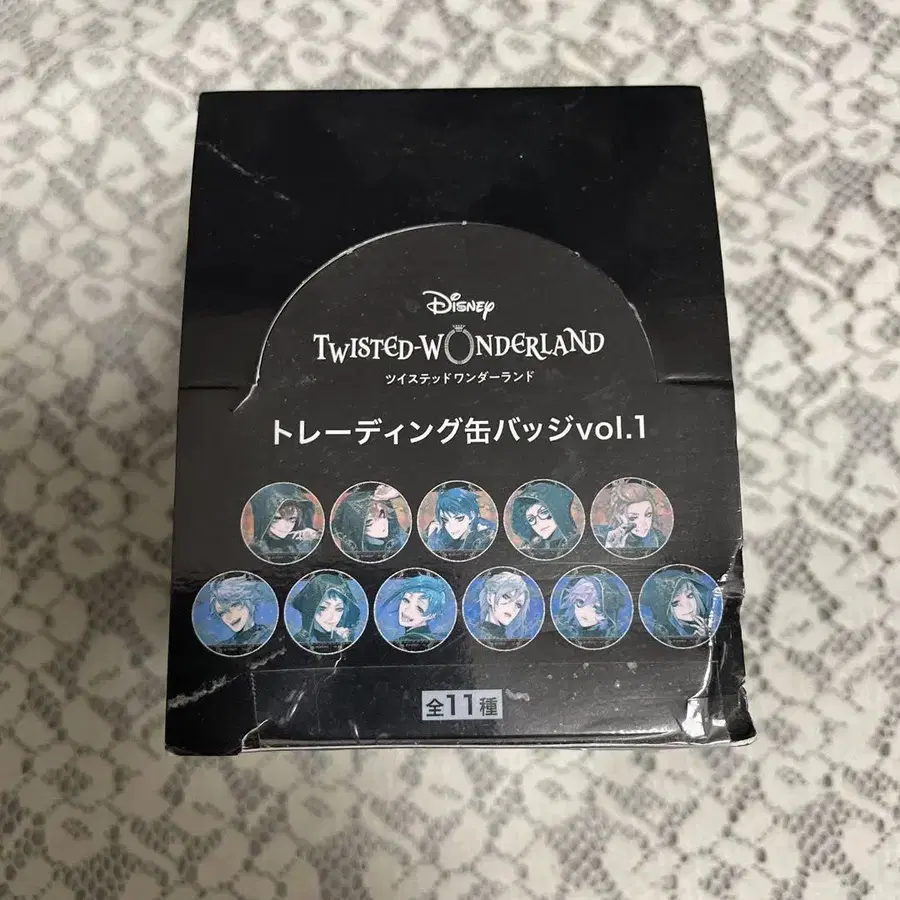 Disney
TWISTED-WONDERLAND
ツイステッドワンダーランド
トレーディング缶バッジvol.1
全11種